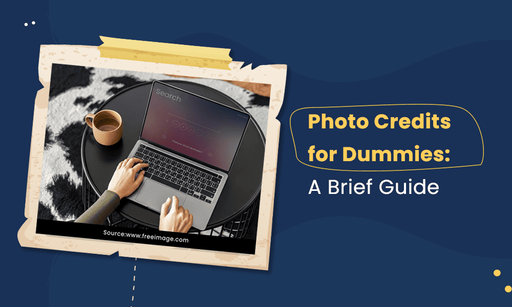 Search
Source:www.freeimage.com
Photo Credits
for Dummies:
A Brief Guide